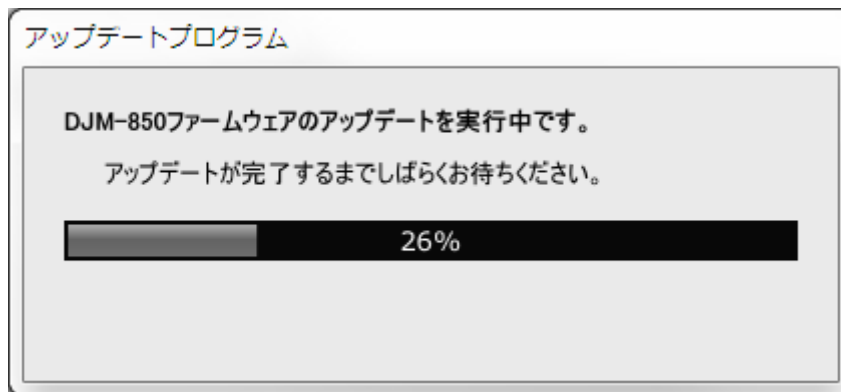 アップデートプログラム
DJM-850ファームウェアのアップデートを実行中です。
アップデートが完了するまでしばらくお待ちください。
26%